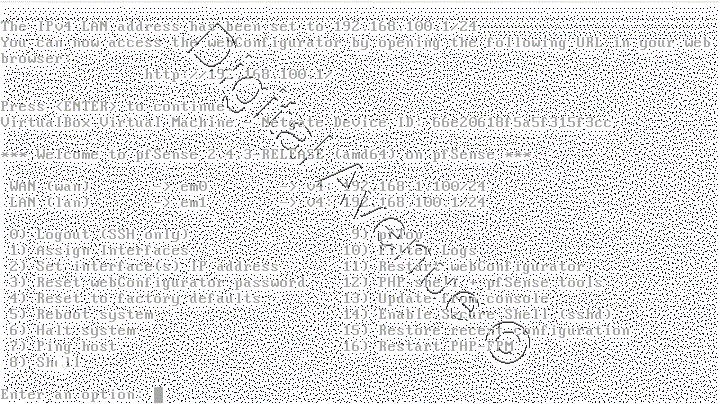 The IPv4 LAN address has been set to 192.168.100.1/24
You can now access the webConfigurator by opening the following URL in your web
browser
http://192.168.100.1/
Press <ENTER> to continue.
VirtualBox Virtual Machine - Netgate Device ID:
*** Welcome to pfSense 2.4.3-RELEASE (amd64) on pfSense ***
WAN (wan) -> em0 -> v4: 192.168.1.100/24
LAN (lan) -> em1 -> v4: 192.168.100.1/24
0) Logout (SSH only) 9) pfTop
1) Assign Interfaces 10) Filter Logs
2) Set interface(s) IP address 11) Restart webConfigurator
3) Reset webConfigurator password 12) PHP shell + pfSense tools
4) Reset to factory defaults 13) Update from console
5) Reboot system 14) Enable Secure Shell (sshd)
6) Halt system 15) Restore recent configuration
7) Ping host 16) Restart PHP-FPM
8) Shell
Enter an option:
Digital Avenue ©